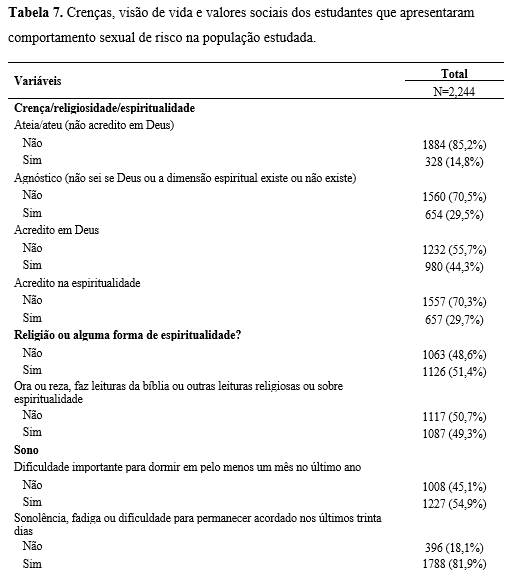 Tabela 7. Crenças, visão de vida e valores sociais dos estudantes que apresentaram
comportamento sexual de risco na população estudada.
Variáveis Total
N=2,244
Crença/religiosidade/espiritualidade
Ateia/ateu (não acredito em Deus)
Não 1884 (85,2%)
Sim 328 (14,8%)
Agnóstico (não sei se Deus ou a dimensão espiritual existe ou não existe)
Não 1560 (70,5%)
Sim 654 (29,5%)
Acredito em Deus
Não 1232 (55,7%)
Sim 980 (44,3%)
Acredito na espiritualidade
Não 1557 (70,3%)
Sim 657 (29,7%)
Religião ou alguma forma de espiritualidade?
Não 1063 (48,6%)
Sim 1126 (51,4%)
Ora ou reza, faz leituras da bíblia ou outras leituras religiosas ou sobre
espiritualidade
Não 1117 (50,7%)
Sim 1087 (49,3%)
Sono
Dificuldade importante para dormir em pelo menos um mês no último ano
Não 1008 (45,1%)
Sim 1227 (54,9%)
Sonolência, fadiga ou dificuldade para permanecer acordado nos últimos trinta
dias
Não 396 (18,1%)
Sim 1788 (81,9%)